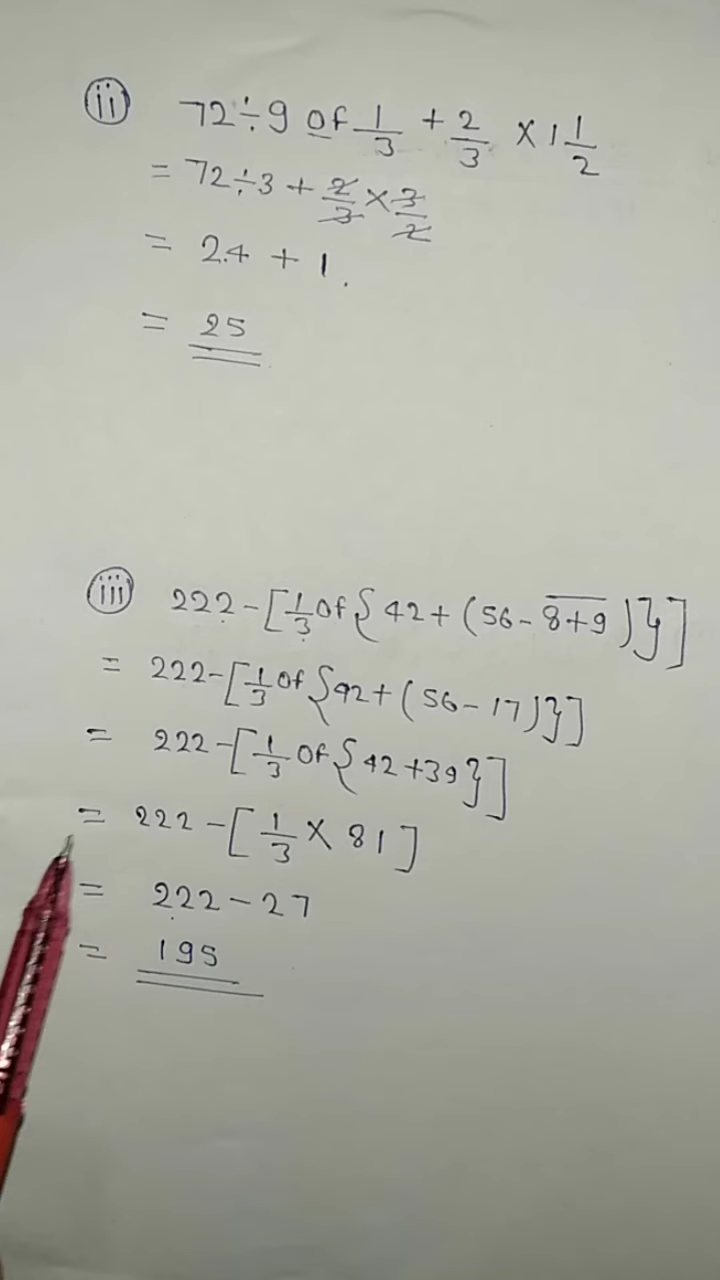 (ii) 72÷9 of 1/3 + 2/3 × 1 1/2
= 72÷3 + 2/3 × 3/2
= 24 + 1.
= 25
(iii) 222-[1/3 of {42+(56-8+9)}]
= 222-[1/3 of {42+(56-17)}]
= 222-[1/3 of {42+39}]
= 222-[1/3 × 81]
= 222-27
= 195